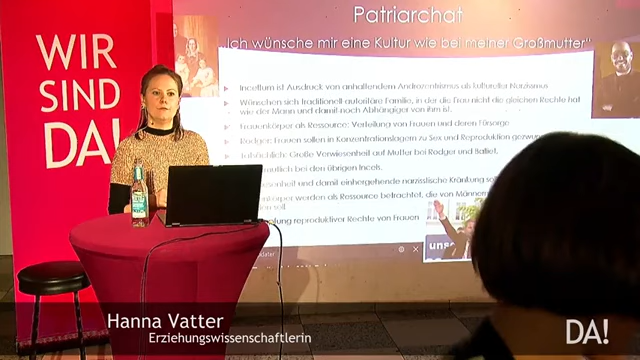 WIR
SIND
DA!
Patriarchat
"Ich wünsche mir eine Kultur wie bei meiner Großmutter"
Inceltum ist Ausdruck von anhaltendem Androzentrismus als kultureller Narzismus
Wünschen sich traditionell autoritäre Familie, in der die Frau nicht die gleichen Rechte hat
wie der Mann und damit noch Abhängiger von ihm ist.
Frauenkörper als Ressource: Verteilung von Frauen und deren Fürsorge
Rodger: Frauen sollen in Konzentrationslagern zu Sex und Reproduktion
Große Verwiesenheit auf Mutter bei Rodger und Balliet,
bei den übrigen Incels.
und damit einhergehende narzisstische Kränkung
werden als Ressource betrachtet, die von
soll
reproduktiver Rechte von Frauen
Hanna Vatter
Erziehungswissenschaftlerin
DA!